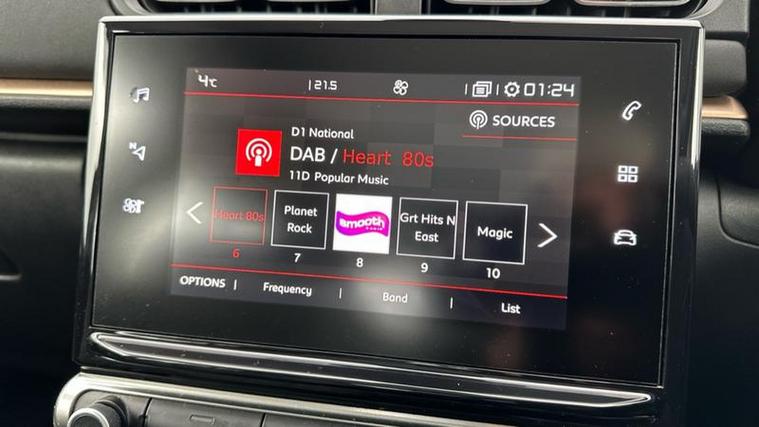 4°C | 21.5 | | 01:24
SOURCES
D1 National
DAB / Heart 80s
11D Popular Music
Heart 80s
Planet
Rock
smooth
RADIO
Grt Hits N
East
Magic
6 7 8 9 10
OPTIONS | Frequency | Band | List
N